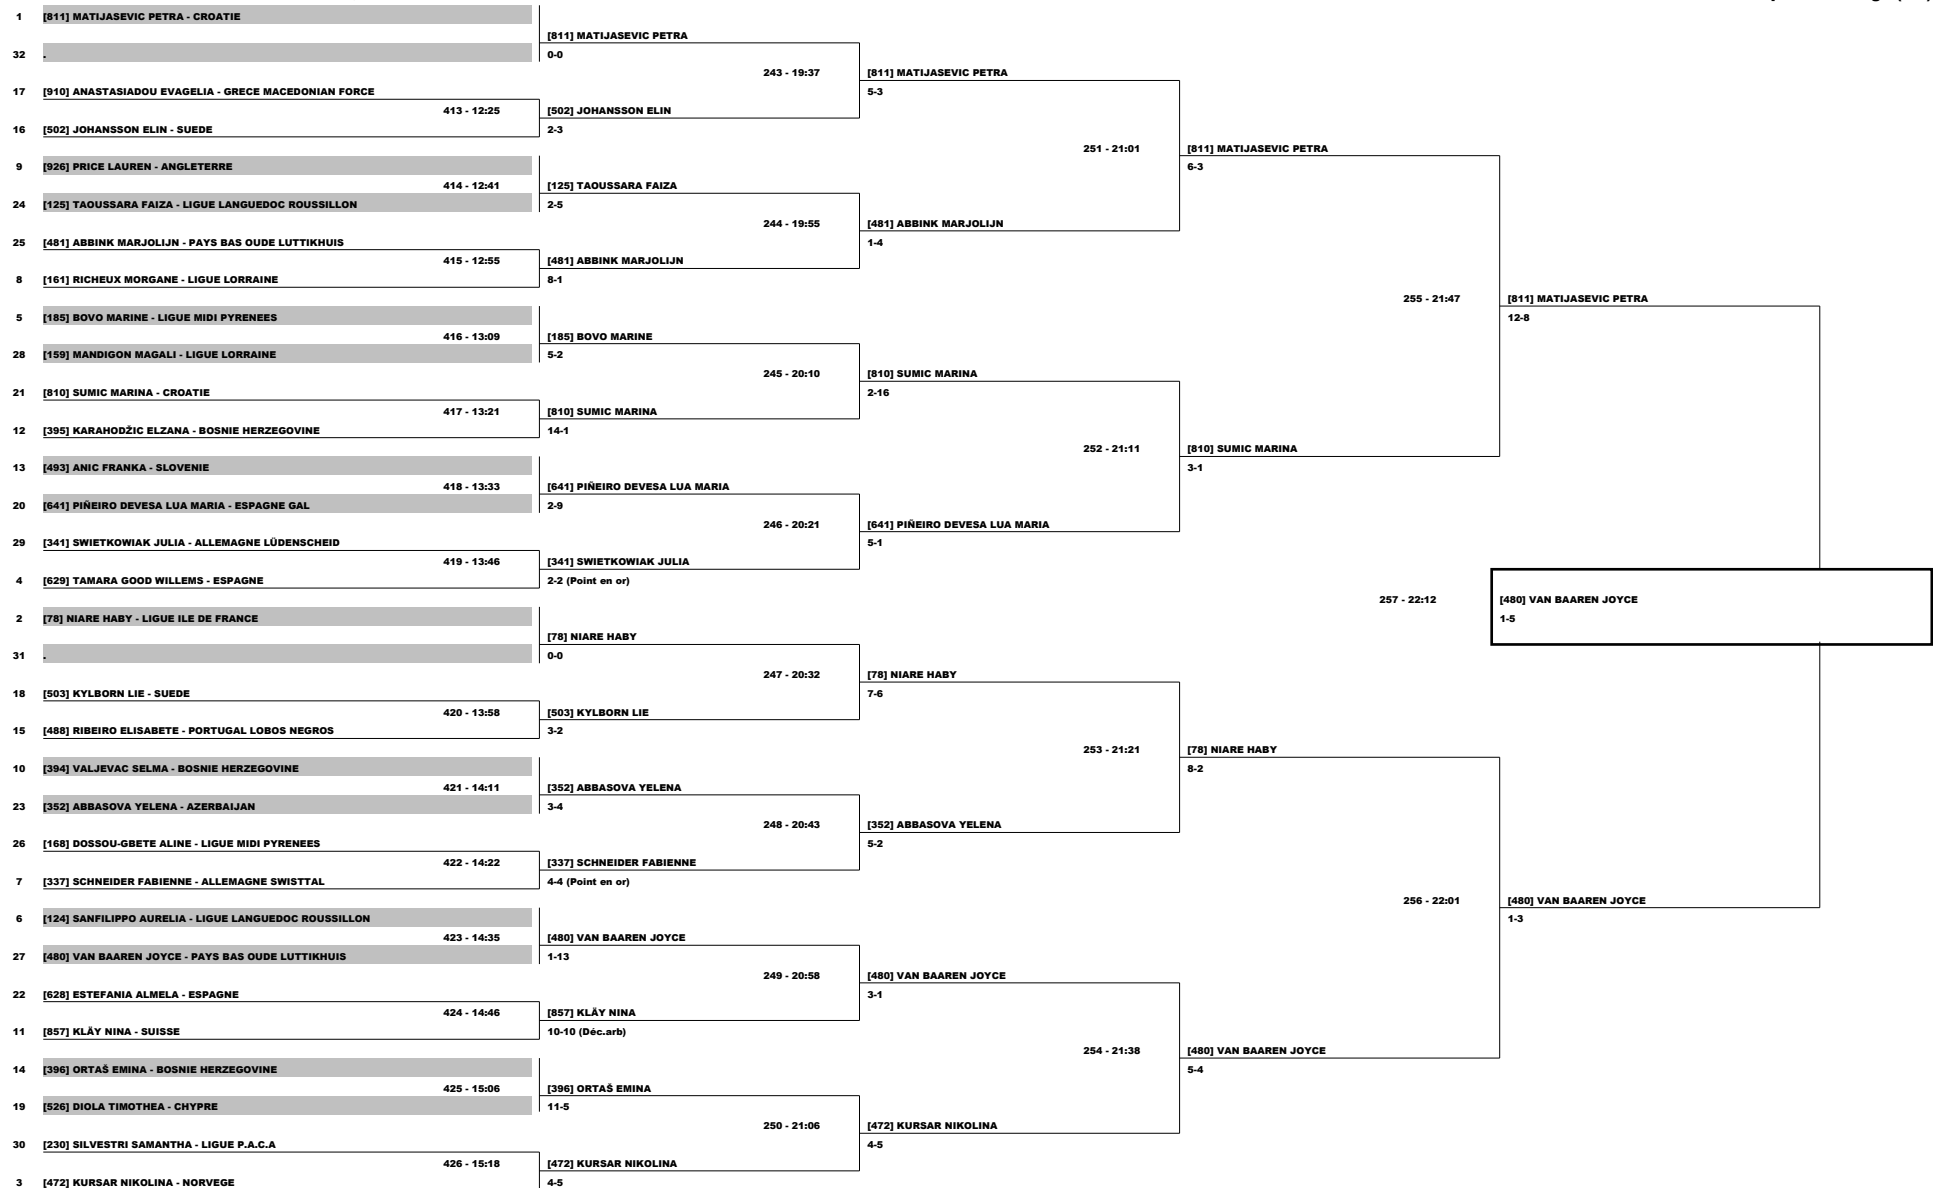 1 [811] MATIJASEVIC PETRA - CROATIE
[811] MATIJASEVIC PETRA
32 .
0-0
243 - 19:37
[811] MATIJASEVIC PETRA
17 [910] ANASTASIADOU EVAGELIA - GRECE MACEDONIAN FORCE
5-3
413 - 12:25
[502] JOHANSSON ELIN
16 [502] JOHANSSON ELIN - SUEDE
2-3
251 - 21:01
[811] MATIJASEVIC PETRA
9 [926] PRICE LAUREN - ANGLETERRE
6-3
414 - 12:41
[125] TAOUSSARA FAIZA
24 [125] TAOUSSARA FAIZA - LIGUE LANGUEDOC ROUSSILLON
2-5
244 - 19:55
[481] ABBINK MARJOLIJN
25 [481] ABBINK MARJOLIJN - PAYS BAS OUDE LUTTIKHUIS
1-4
415 - 12:55
[481] ABBINK MARJOLIJN
8 [161] RICHEUX MORGANE - LIGUE LORRAINE
8-1
255 - 21:47
[811] MATIJASEVIC PETRA
5 [185] BOVO MARINE - LIGUE MIDI PYRENEES
12-8
416 - 13:09
[185] BOVO MARINE
28 [159] MANDIGON MAGALI - LIGUE LORRAINE
5-2
245 - 20:10
[810] SUMIC MARINA
21 [810] SUMIC MARINA - CROATIE
2-16
417 - 13:21
[810] SUMIC MARINA
12 [395] KARAHODŽIC ELZANA - BOSNIE HERZEGOVINE
14-1
252 - 21:11
[810] SUMIC MARINA
13 [493] ANIC FRANKA - SLOVENIE
3-1
418 - 13:33
[641] PIÑEIRO DEVESA LUA MARIA
20 [641] PIÑEIRO DEVESA LUA MARIA - ESPAGNE GAL
2-9
246 - 20:21
[641] PIÑEIRO DEVESA LUA MARIA
29 [341] SWIETKOWIAK JULIA - ALLEMAGNE LÜDENSCHEID
5-1
419 - 13:46
[341] SWIETKOWIAK JULIA
4 [629] TAMARA GOOD WILLEMS - ESPAGNE
2-2 (Point en or)
257 - 22:12
[480] VAN BAAREN JOYCE
2 [78] NIARE HABY - LIGUE ILE DE FRANCE
1-5
[78] NIARE HABY
31 .
0-0
247 - 20:32
[78] NIARE HABY
18 [503] KYLBORN LIE - SUEDE
7-6
420 - 13:58
[503] KYLBORN LIE
15 [488] RIBEIRO ELISABETE - PORTUGAL LOBOS NEGROS
3-2
253 - 21:21
[78] NIARE HABY
10 [394] VALJEVAC SELMA - BOSNIE HERZEGOVINE
8-2
421 - 14:11
[352] ABBASOVA YELENA
23 [352] ABBASOVA YELENA - AZERBAIJAN
3-4
248 - 20:43
[352] ABBASOVA YELENA
26 [168] DOSSOU-GBETE ALINE - LIGUE MIDI PYRENEES
5-2
422 - 14:22
[337] SCHNEIDER FABIENNE
7 [337] SCHNEIDER FABIENNE - ALLEMAGNE SWISTTAL
4-4 (Point en or)
256 - 22:01
[480] VAN BAAREN JOYCE
6 [124] SANFILIPPO AURELIA - LIGUE LANGUEDOC ROUSSILLON
1-3
423 - 14:35
[480] VAN BAAREN JOYCE
27 [480] VAN BAAREN JOYCE - PAYS BAS OUDE LUTTIKHUIS
1-13
249 - 20:58
[480] VAN BAAREN JOYCE
22 [628] ESTEFANIA ALMELA - ESPAGNE
3-1
424 - 14:46
[857] KLÄY NINA
11 [857] KLÄY NINA - SUISSE
10-10 (Déc.arb)
254 - 21:38
[480] VAN BAAREN JOYCE
14 [396] ORTAŠ EMINA - BOSNIE HERZEGOVINE
5-4
425 - 15:06
[396] ORTAŠ EMINA
19 [526] DIOLA TIMOTHEA - CHYPRE
11-5
250 - 21:06
[472] KURSAR NIKOLINA
30 [230] SILVESTRI SAMANTHA - LIGUE P.A.C.A
4-5
426 - 15:18
[472] KURSAR NIKOLINA
3 [472] KURSAR NIKOLINA - NORVEGE
4-5